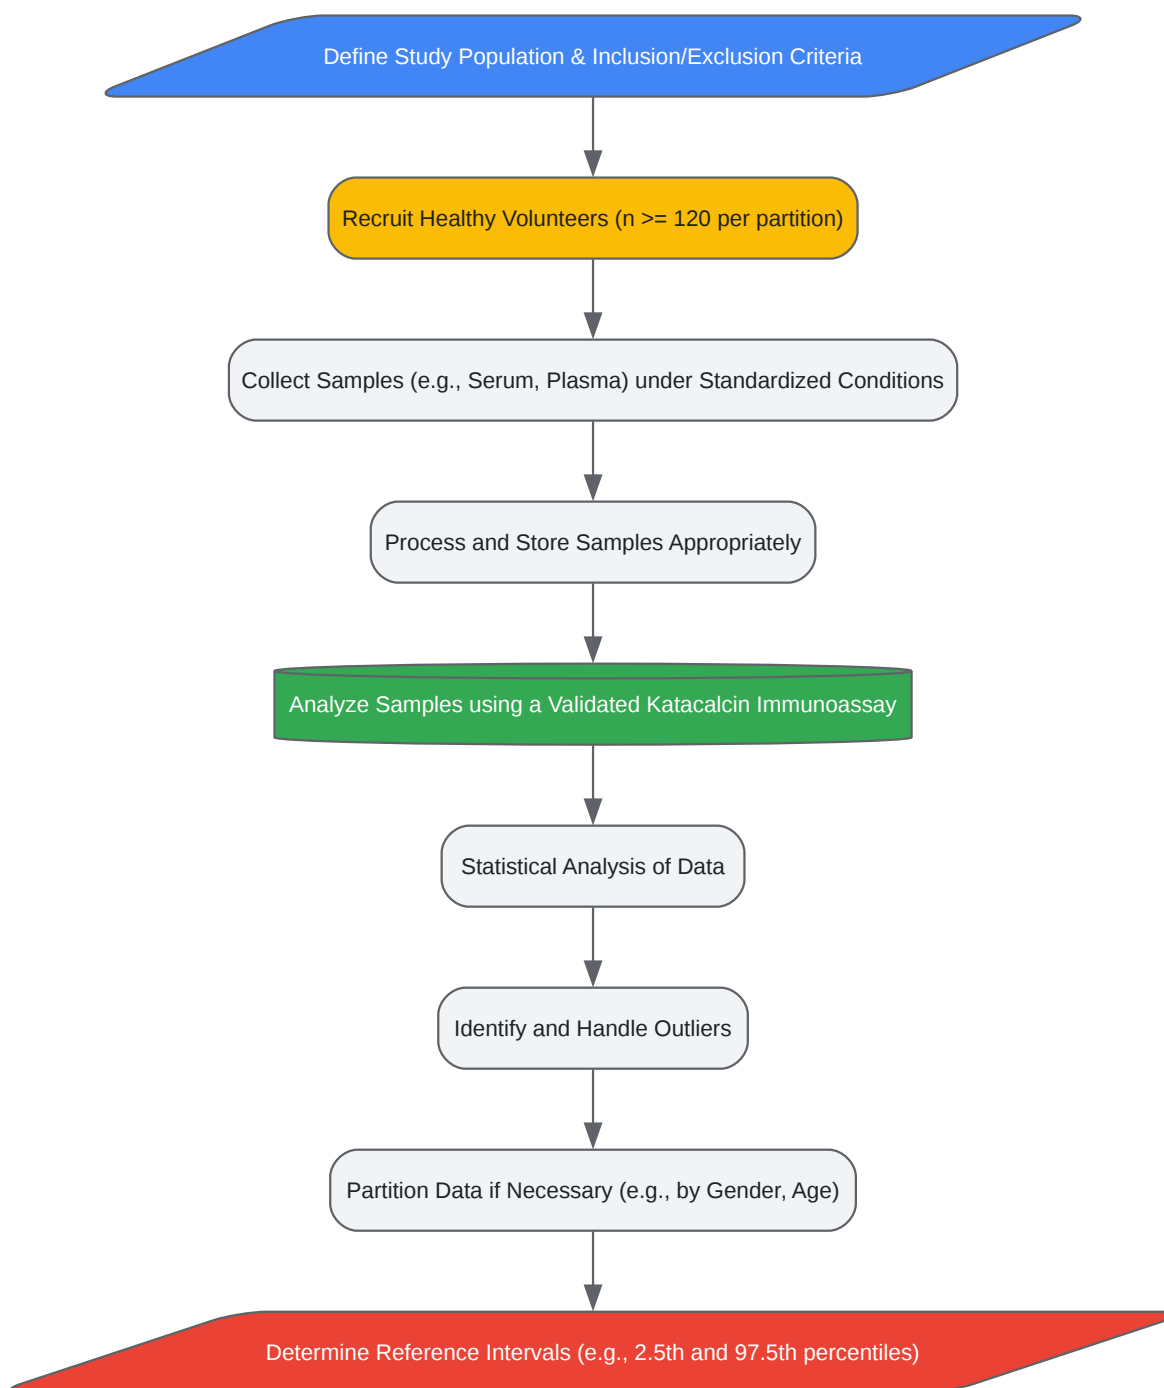 Define Study Population & Inclusion/Exclusion Criteria
Recruit Healthy Volunteers (n >= 120 per partition)
Collect Samples (e.g., Serum, Plasma) under Standardized Conditions
Process and Store Samples Appropriately
Analyze Samples using a Validated Katacalcin Immunoassay
Statistical Analysis of Data
Identify and Handle Outliers
Partition Data if Necessary (e.g., by Gender, Age)
Determine Reference Intervals (e.g., 2.5th and 97.5th percentiles)